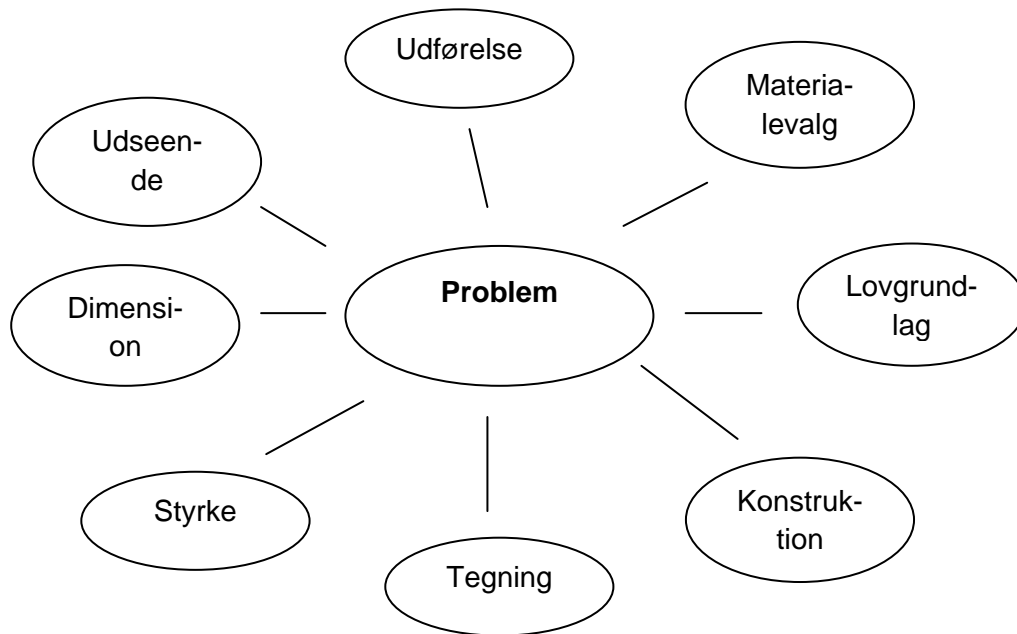 Udførelse
Materia-
levalg
Udseen-
de
Problem
Lovgrund-
lag
Dimensi-
on
Styrke
Konstruk-
tion
Tegning